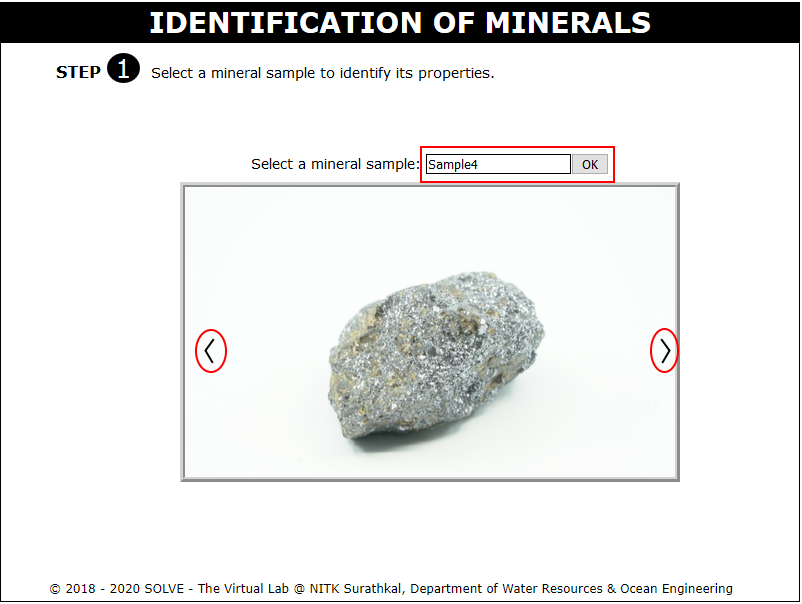 IDENTIFICATION OF MINERALS
STEP 1 Select a mineral sample to identify its properties.
Select a mineral sample: Sample4 OK
© 2018 - 2020 SOLVE - The Virtual Lab @ NITK Surathkal, Department of Water Resources & Ocean Engineering